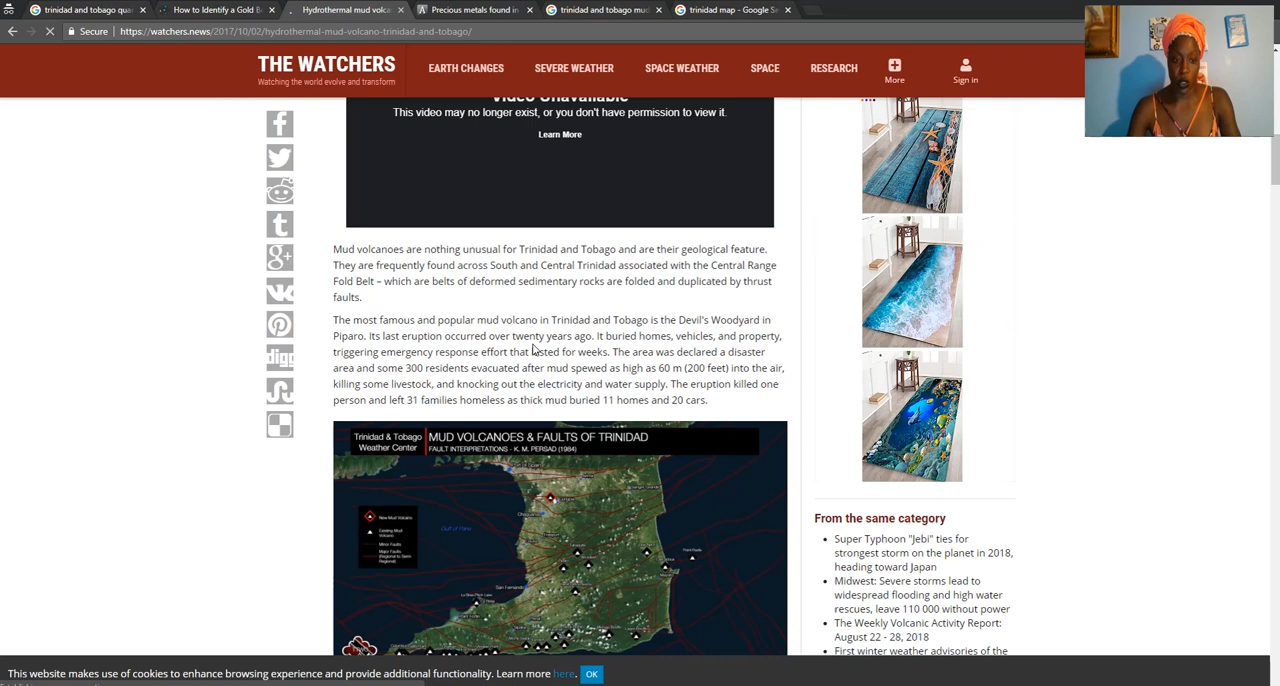 trinidad and tobago qua
How to Identify a Gold B
Hydrothermal mud volca
Precious metals found in
trinidad and tobago mud
trinidad map - Google Se
Secure | https://watchers.news/2017/10/02/hydrothermal-mud-volcano-trinidad-and-tobago/
THE WATCHERS
Watching the world evolve and transform
EARTH CHANGES
SEVERE WEATHER
SPACE WEATHER
SPACE
RESEARCH
More
Sign in
Video Unavailable
This video may no longer exist, or you don't have permission to view it.
Learn More
Mud volcanoes are nothing unusual for Trinidad and Tobago and are their geological feature.
They are frequently found across South and Central Trinidad associated with the Central Range
Fold Belt – which are belts of deformed sedimentary rocks are folded and duplicated by thrust
faults.
The most famous and popular mud volcano in Trinidad and Tobago is the Devil's Woodyard in
Piparo. Its last eruption occurred over twenty years ago. It buried homes, vehicles, and property,
triggering emergency response effort that lasted for weeks. The area was declared a disaster
area and some 300 residents evacuated after mud spewed as high as 60 m (200 feet) into the air,
killing some livestock, and knocking out the electricity and water supply. The eruption killed one
person and left 31 families homeless as thick mud buried 11 homes and 20 cars.
Trinidad & Tobago
Weather Center
MUD VOLCANOES & FAULTS OF TRINIDAD
FAULT INTERPRETATIONS - K. M. PERSAD (1984)
New Mud Volcano
Existing Mud
Volcano
Minor Faults
Major Faults
Gulf of Paria
digg
From the same category
Super Typhoon "Jebi" ties for
strongest storm on the planet in 2018,
heading toward Japan
Midwest: Severe storms lead to
widespread flooding and high water
rescues, leave 110 000 without power
The Weekly Volcanic Activity Report:
August 22 - 28, 2018
First winter weather advisories of the
This website makes use of cookies to enhance browsing experience and provide additional functionality. Learn more here. OK